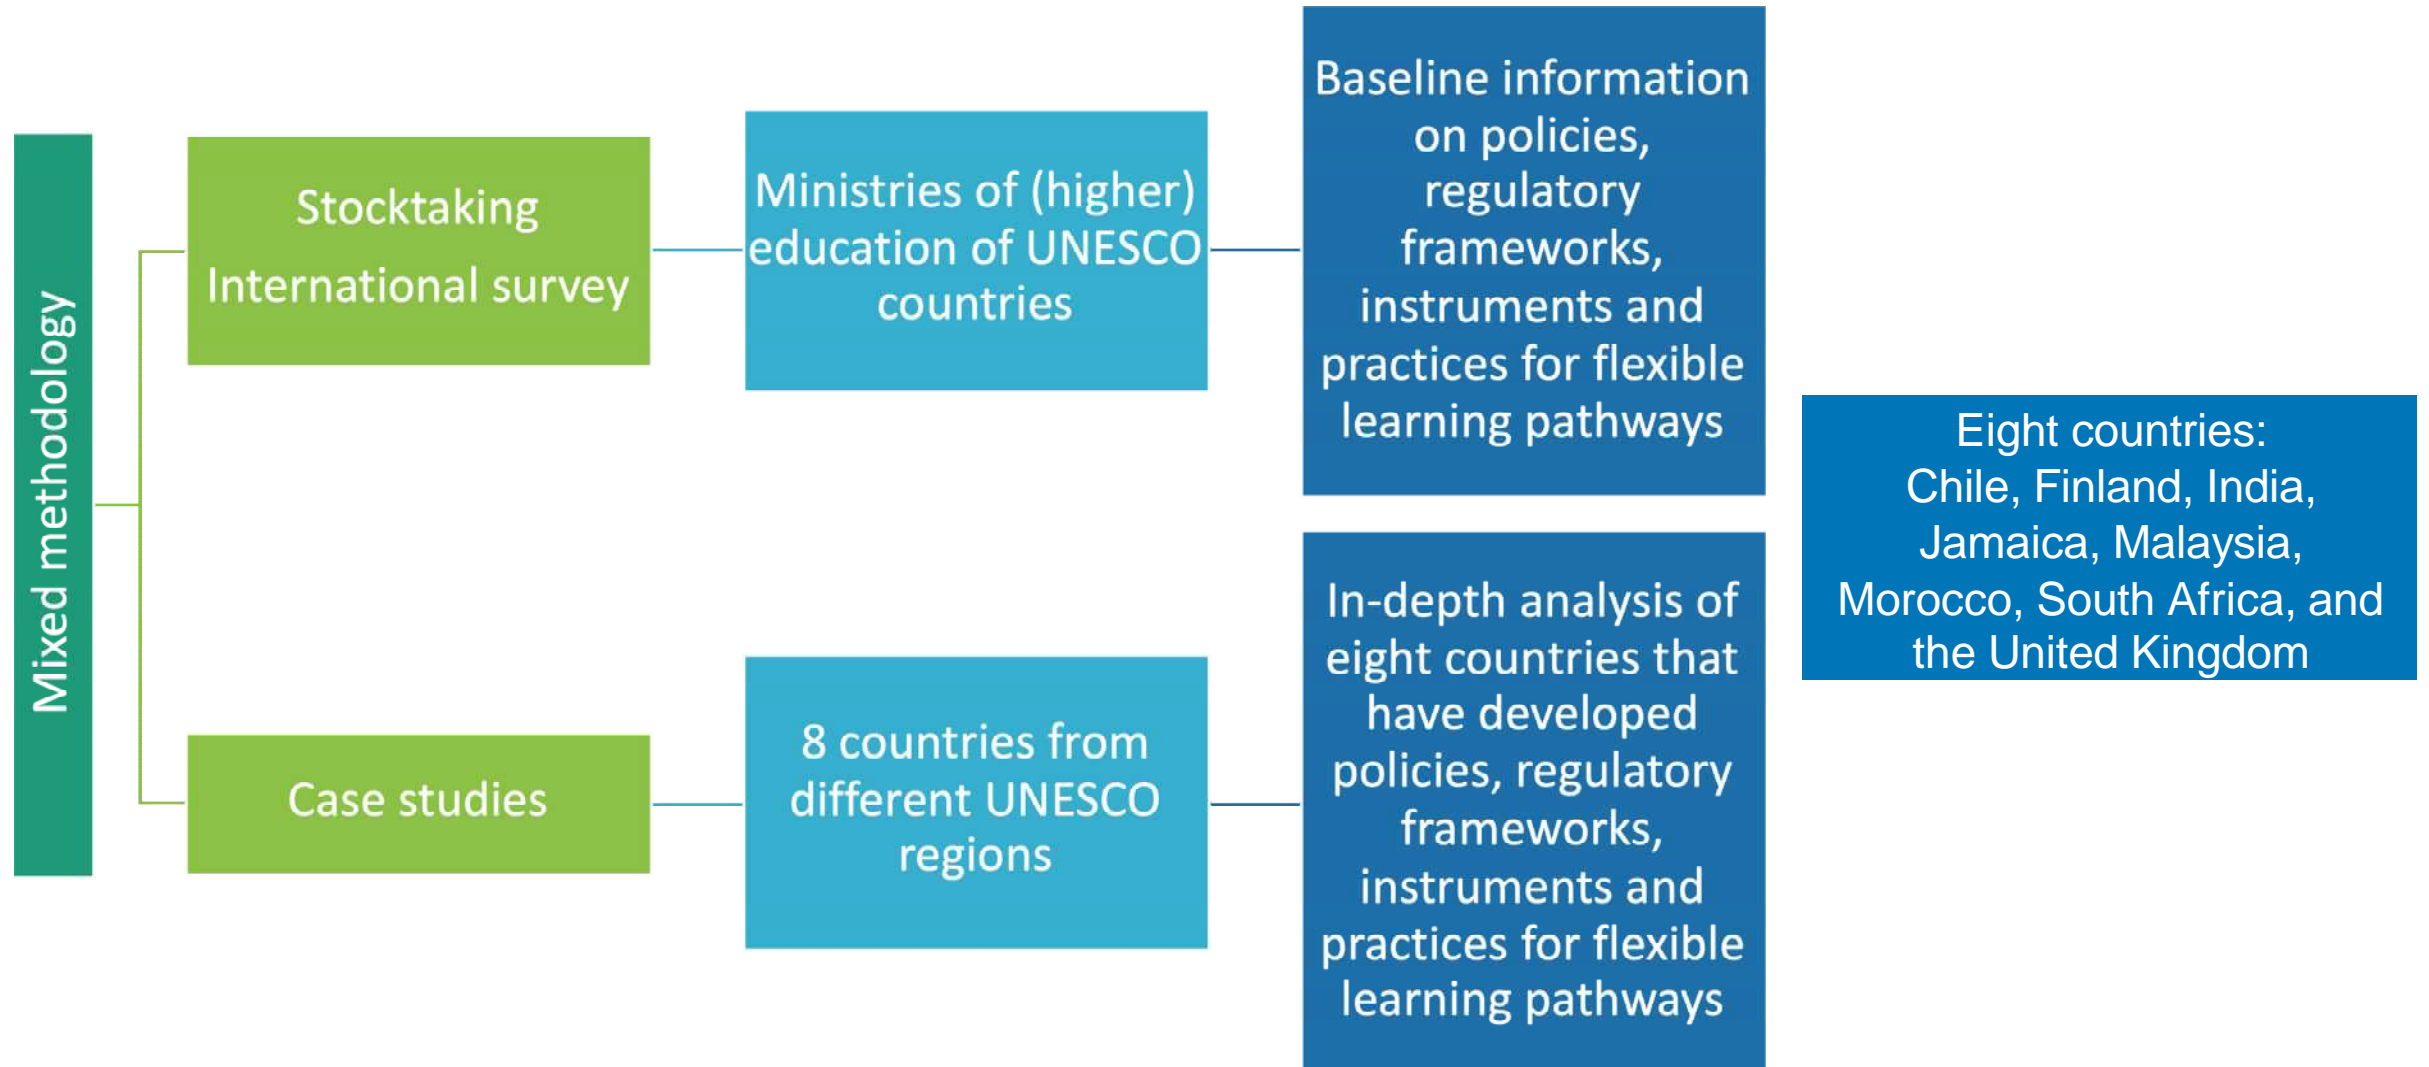 Mixed methodology
Stocktaking
International survey
Ministries of (higher)
education of UNESCO
countries
Baseline information
on policies,
regulatory
frameworks,
instruments and
practices for flexible
learning pathways
Case studies
8 countries from
different UNESCO
regions
In-depth analysis of
eight countries that
have developed
policies, regulatory
frameworks,
instruments and
practices for flexible
learning pathways
Eight countries:
Chile, Finland, India,
Jamaica, Malaysia,
Morocco, South Africa, and
the United Kingdom